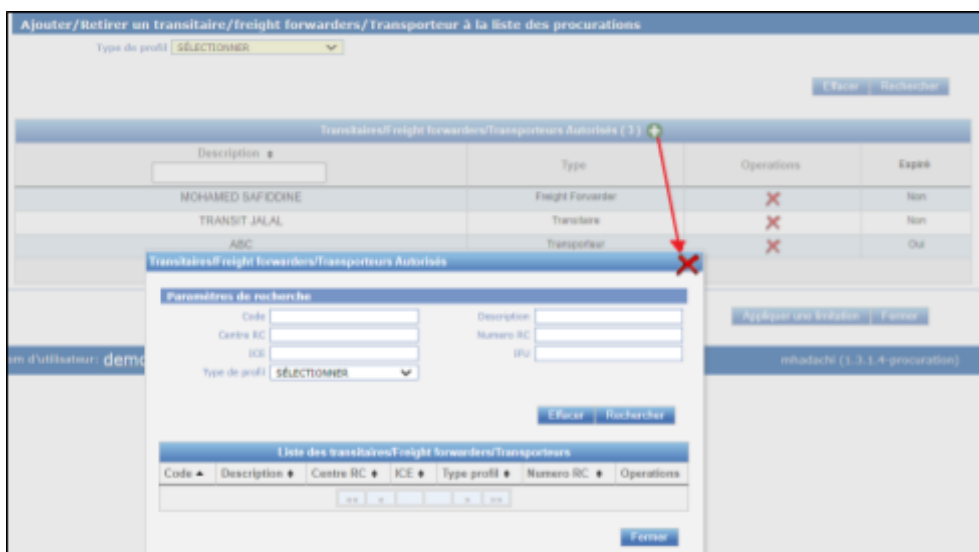 Ajouter/Retirer un transitaire/freight forwarders/Transporteur à la liste des procurations
Type de profil SÉLECTIONNER
Effacer Rechercher
Transitaires/Freight forwarders/Transporteurs Autorisés ( 3 )
Description Type Operations Expiré
MOHAMED SAFIDDINE Freight Forwarder Non
TRANSIT JALAL Transitaire Non
ABC Transporteur Oui
Transitaires/Freight forwarders/Transporteurs Autorisés
Paramètres de recherche
Code Description
Centre RC Numero RC
ICE IFU
Type de profil SÉLECTIONNER
Effacer Rechercher
Liste des transitaires/Freight forwarders/Transporteurs
Code Description Centre RC ICE Type profil Numero RC Operations
Fermer
Appliquer une limitation Fermer
om d'utilisateur: demo
mhadachi (1.3.1.4-procuration)